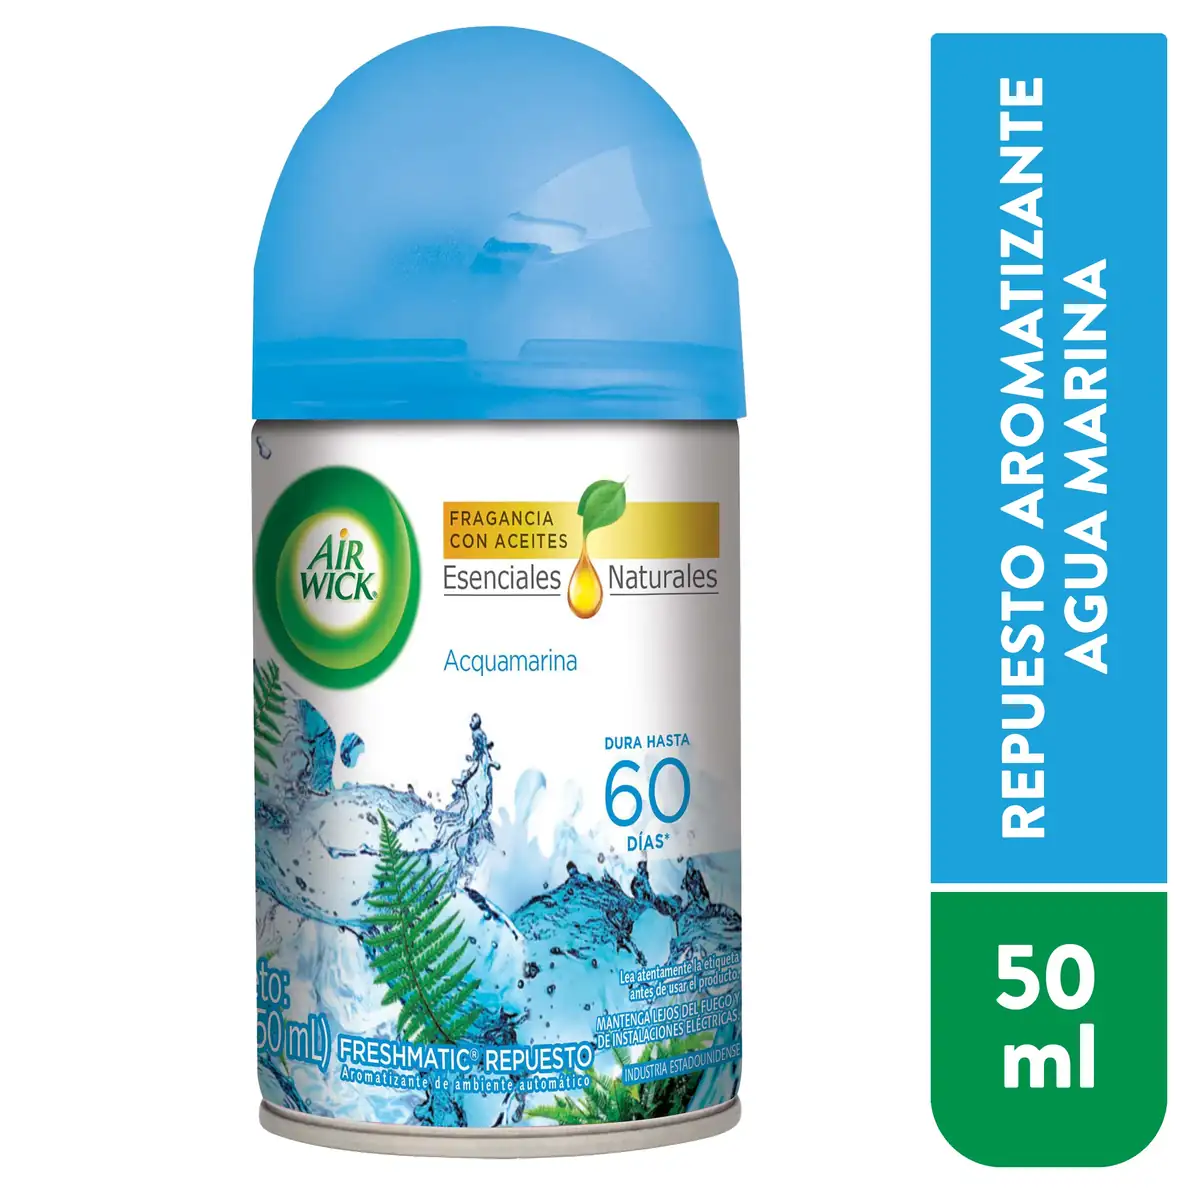 AIR
WICK®
FRAGANCIA
CON ACEITES
Esenciales Naturales
Acquamarina
DURA HASTA
60
DÍAS*
Lea atentamente la etiqueta
antes de usar el producto.
MANTENGA LEJOS DEL FUEGO Y
DE INSTALACIONES ELÉCTRICAS.
INDUSTRIA ESTADOUNIDENSE
to:
50 mL)
FRESHMATIC® REPUESTO
Aromatizante de ambiente automático
REPUESTO AROMATIZANTE
AGUA MARINA
50
ml